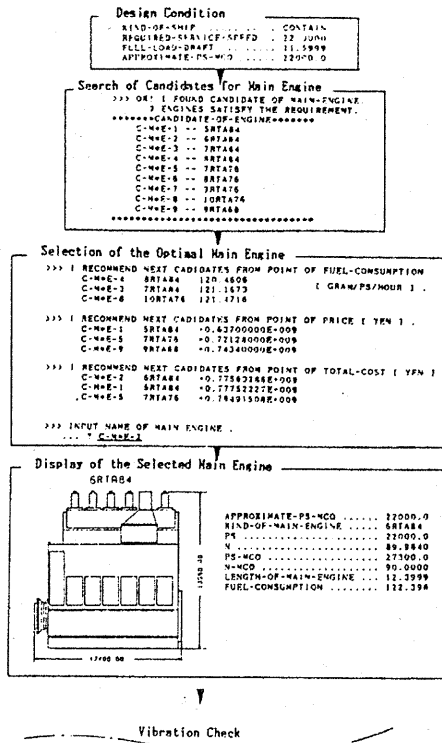 Design Condition
KIND-OF-SHIP ........ CONTAIN
REQUIRED-SERVICE-SPEED . 22.3000
FULL-LOAD-DRAFT ..... 11.5999
APPROXIMATE-PS-MCO .... 22000.0
Search of Candidates for Main Engine
>>> OK! I FOUND CANDIDATE OF MAIN-ENGINE.
ENGINES SATISFY THE REQUIREMENT.
*******CANDIDATE-OF-ENGINE*******
C-M*E-1 -- 5RTA84
C-M*E-2 -- 6RTA84
C-M*E-3 -- 7RTA84
C-M*E-4 -- 8RTA84
C-M*E-5 -- 7RTA76
C-M*E-6 -- 8RTA76
C-M*E-7 -- 9RTA76
C-M*E-8 -- 10RTA76
C-M*E-9 -- 9RTA68
Selection of the Optimal Main Engine
>>> I RECOMMEND NEXT CADIDATES FROM POINT OF FUEL-CONSUMPTION
[ GRAM/PS/HOUR ] .
C-M*E-4 8RTA84 120.4606
C-M*E-3 7RTA84 121.1673
C-M*E-8 10RTA76 121.4716
>>> I RECOMMEND NEXT CADIDATES FROM POINT OF PRICE [ YEN ] .
C-M*E-1 5RTA84 +0.63700000E+009
C-M*E-5 7RTA76 +0.72128000E+009
C-M*E-9 9RTA68 +0.74340000E+009
>>> I RECOMMEND NEXT CADIDATES FROM POINT OF TOTAL-COST [ YEN ]
C-M*E-2 6RTA84
C-M*E-1 5RTA84 +0.77752227E+009
C-M*E-5 7RTA76 +0.78491508E+009
>>> INPUT NAME OF MAIN ENGINE .
... ? C-M*E-2
Display of the Selected Main Engine
6RTA84
APPROXIMATE-PS-MCO ..... 22000.0
KIND-OF-MAIN-ENGINE .... 6RTA84
PS ..................... 22000.0
N ...................... 89.8640
PS-MCO ................. 27300.0
N-MCO .................. 90.0000
LENGTH-OF-MAIN-ENGINE .. 12.3999
FUEL-CONSUMPTION ....... 122.394
Vibration Check